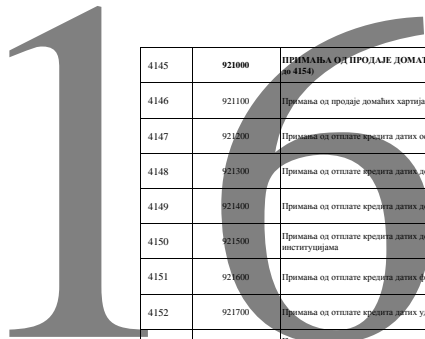 16
4145 921000 ПРИМАЊА ОД ПРОДАЈЕ
до 4154)
4146 921100 Примања од продаје домаћих хартија
4147 921200 Примања од отплате кредита датих
4148 921300 Примања од отплате кредита датих
4149 921400 Примања од отплате кредита датих
4150 921500 Примања од отплате кредита датих
институцијама
4151 921600 Примања од отплате кредита датих
4152 921700 Примања од отплате кредита датих